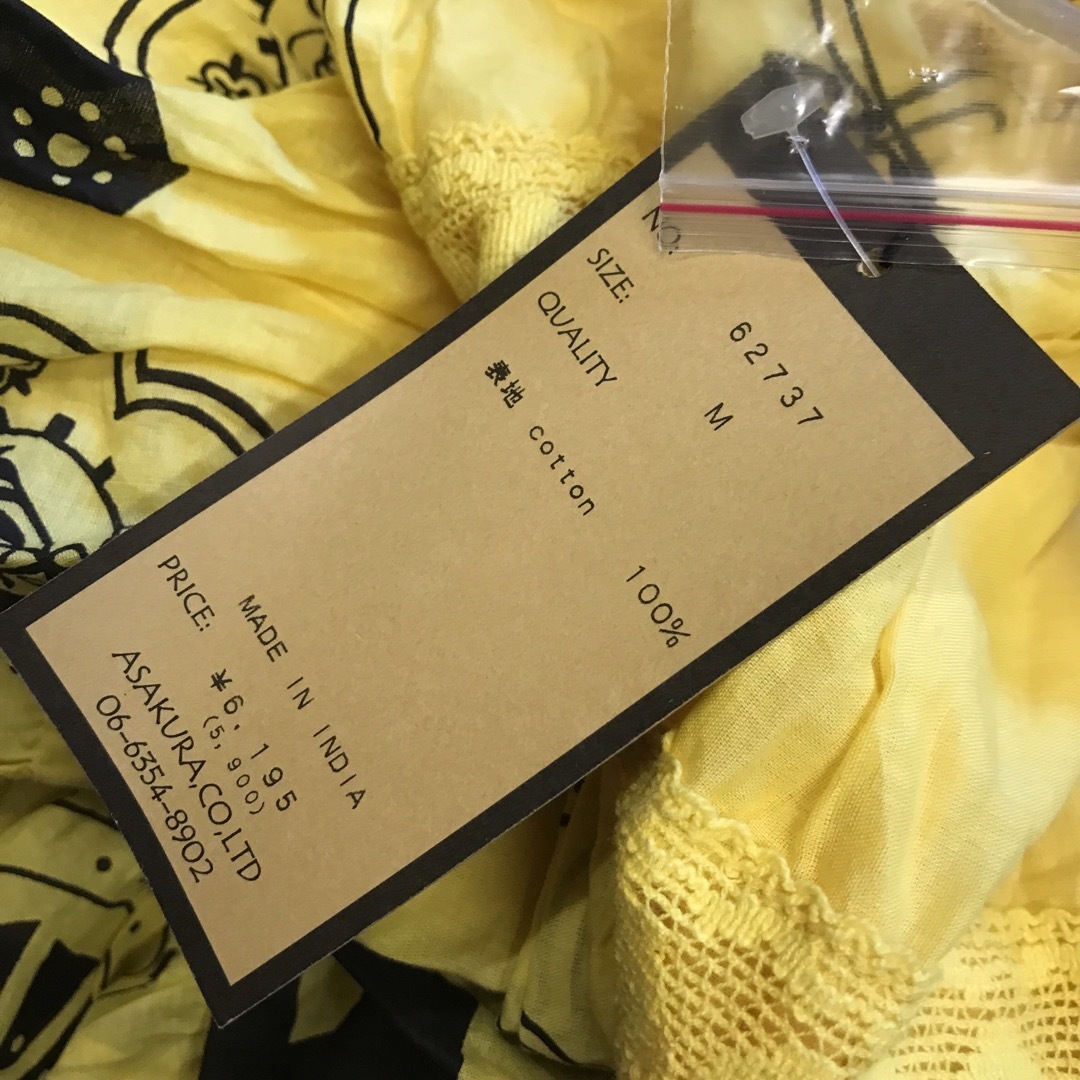 NO: 62737
SIZE: M
QUALITY
表地 cotton 100%
MADE IN INDIA
PRICE: ¥6,195
(5,900)
ASAKURA,CO,LTD
06-6354-8902